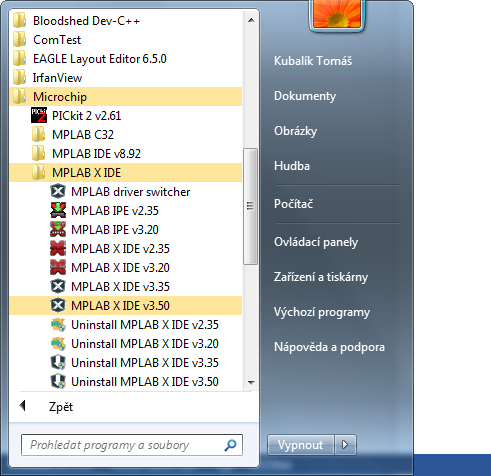 Bloodshed Dev-C++
ComTest
EAGLE Layout Editor 6.5.0
IrfanView
Microchip
PICkit 2 v2.61
MPLAB C32
MPLAB IDE v8.92
MPLAB X IDE
MPLAB driver switcher
MPLAB IPE v2.35
MPLAB IPE v3.20
MPLAB X IDE v2.35
MPLAB X IDE v3.20
MPLAB X IDE v3.35
MPLAB X IDE v3.50
Uninstall MPLAB X IDE v2.35
Uninstall MPLAB X IDE v3.20
Uninstall MPLAB X IDE v3.35
Uninstall MPLAB X IDE v3.50
Zpět
Prohledat programy a soubory
Kubalík Tomáš
Dokumenty
Obrázky
Hudba
Počítač
Ovládací panely
Zařízení a tiskárny
Výchozí programy
Nápověda a podpora
Vypnout